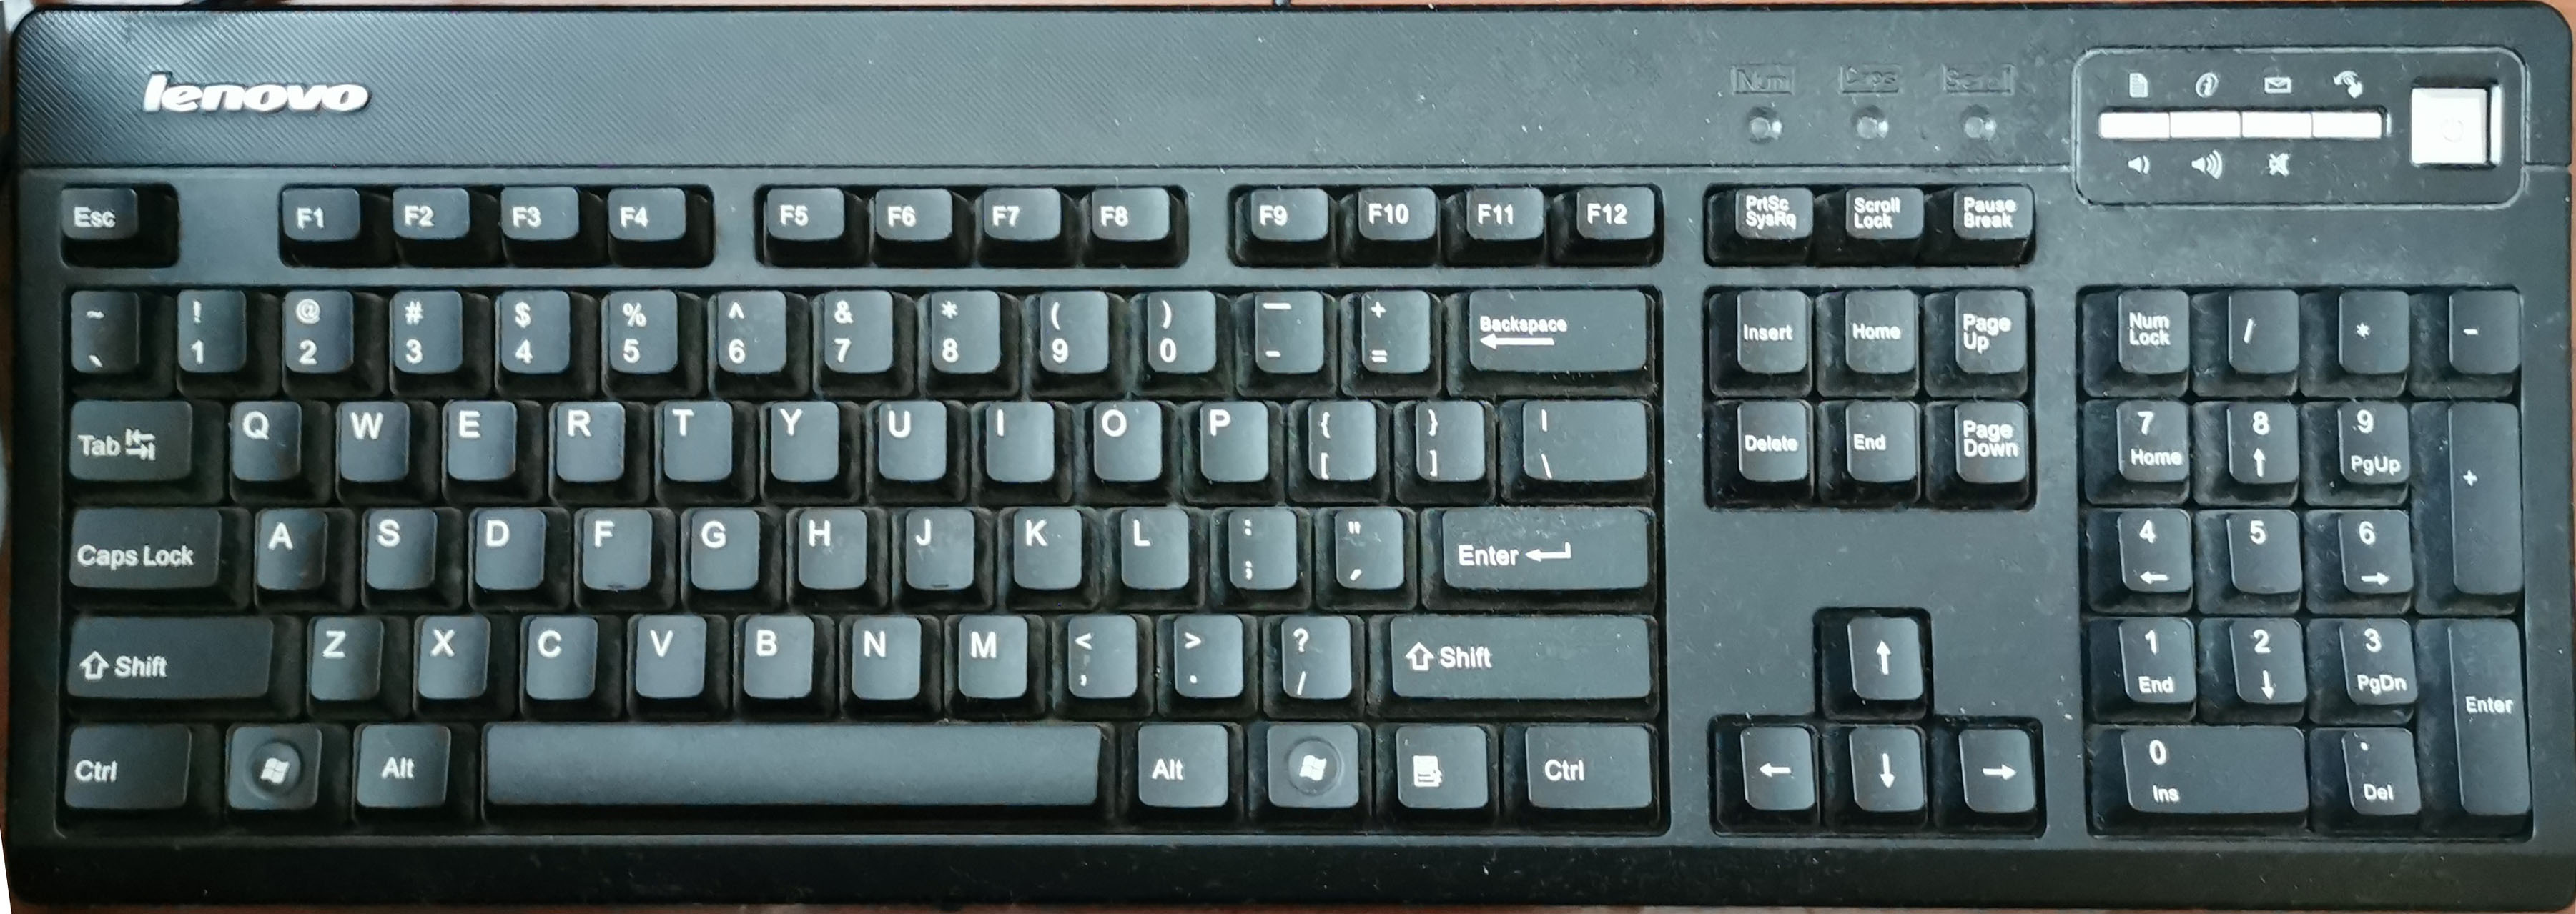 lenovo
Num Caps Scroll
Esc F1 F2 F3 F4 F5 F6 F7 F8 F9 F10 F11 F12 PrtSc SysRq Scroll Lock Pause Break
~ ! @ # $ % ^ & * ( ) — +
` 1 2 3 4 5 6 7 8 9 0 - = Backspace Insert Home Page Up Num Lock / * -
Tab Q W E R T Y U I O P { } |
[ ] \ Delete End Page Down 7 Home 8 ↑ 9 PgUp +
Caps Lock A S D F G H J K L : "
; ' Enter 4 ← 5 6 →
Shift Z X C V B N M < > ?
, . / Shift ↑ 1 End 2 ↓ 3 PgDn Enter
Ctrl Alt Alt Ctrl ← ↓ → 0 Ins . Del